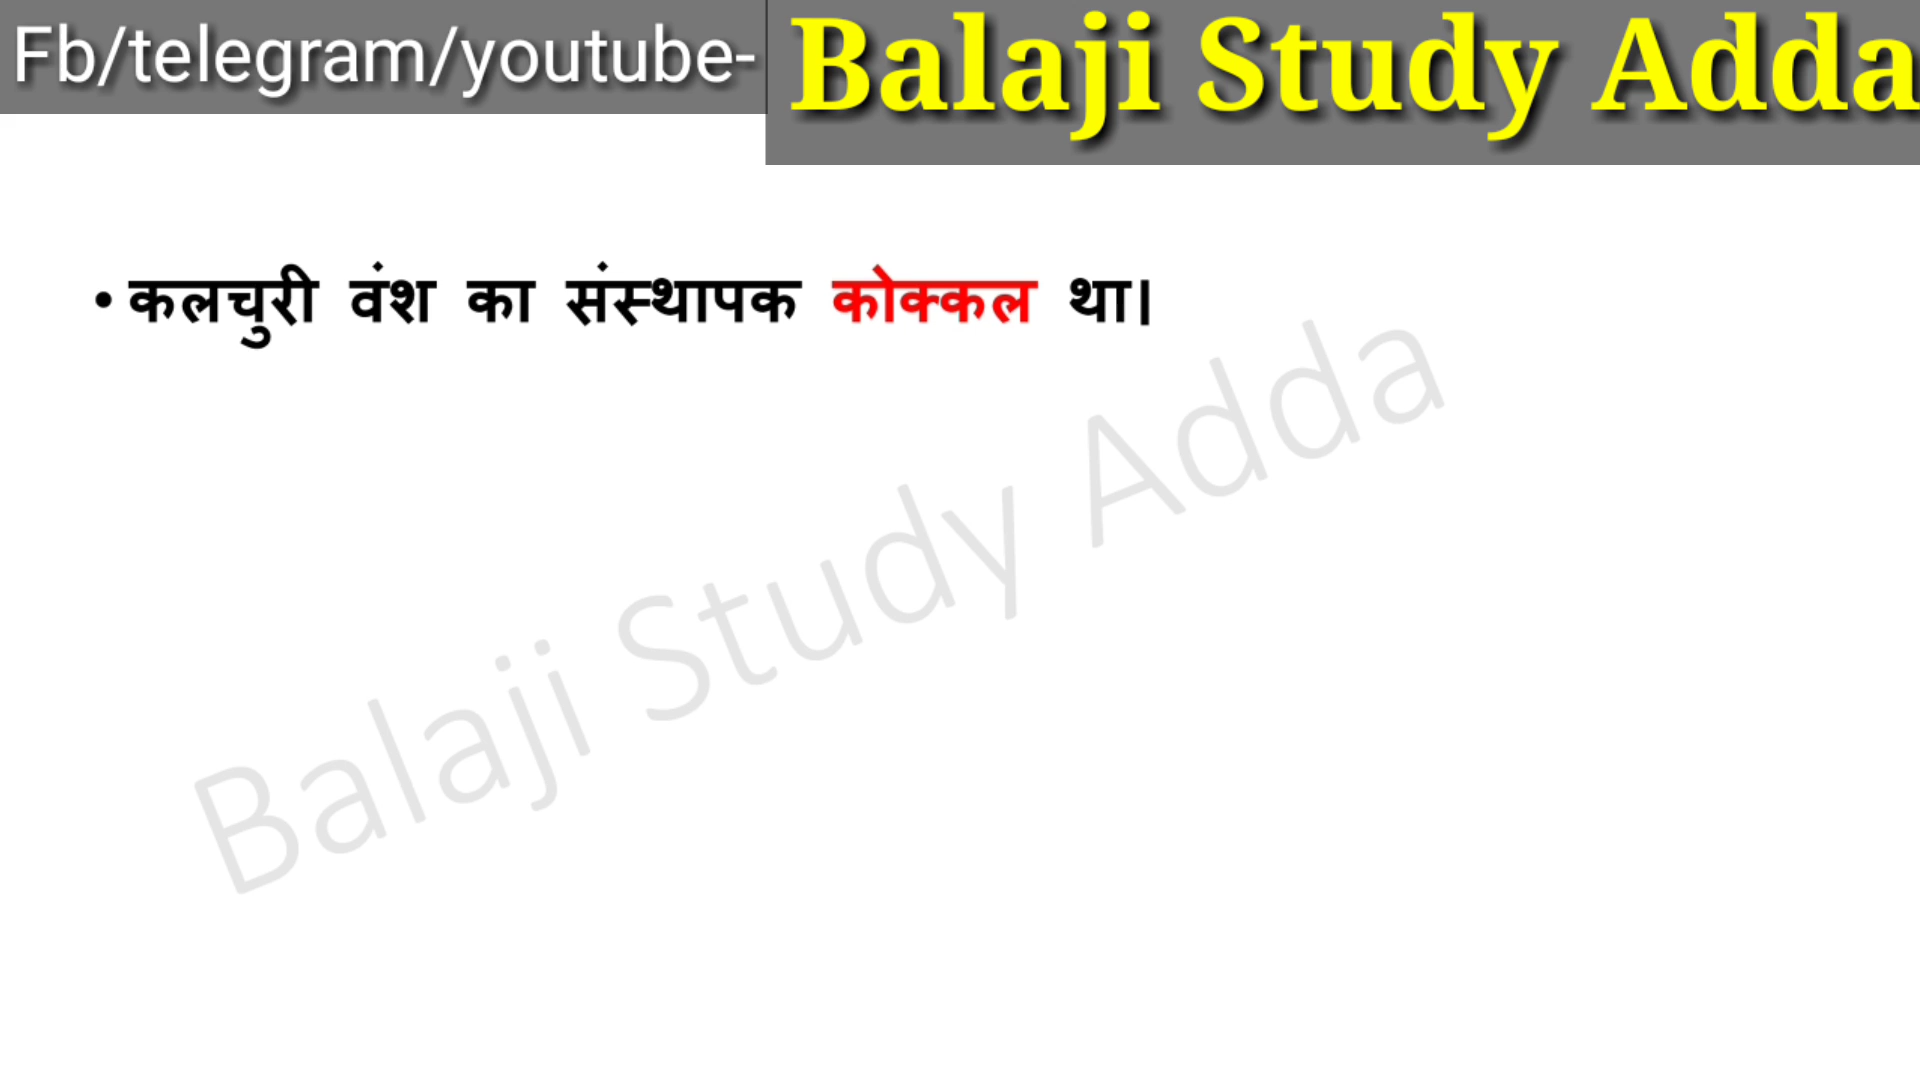 Fb/telegram/youtube- Balaji Study Adda
• कलचुरी वंश का संस्थापक कोक्कल था।
Balaji Study Adda